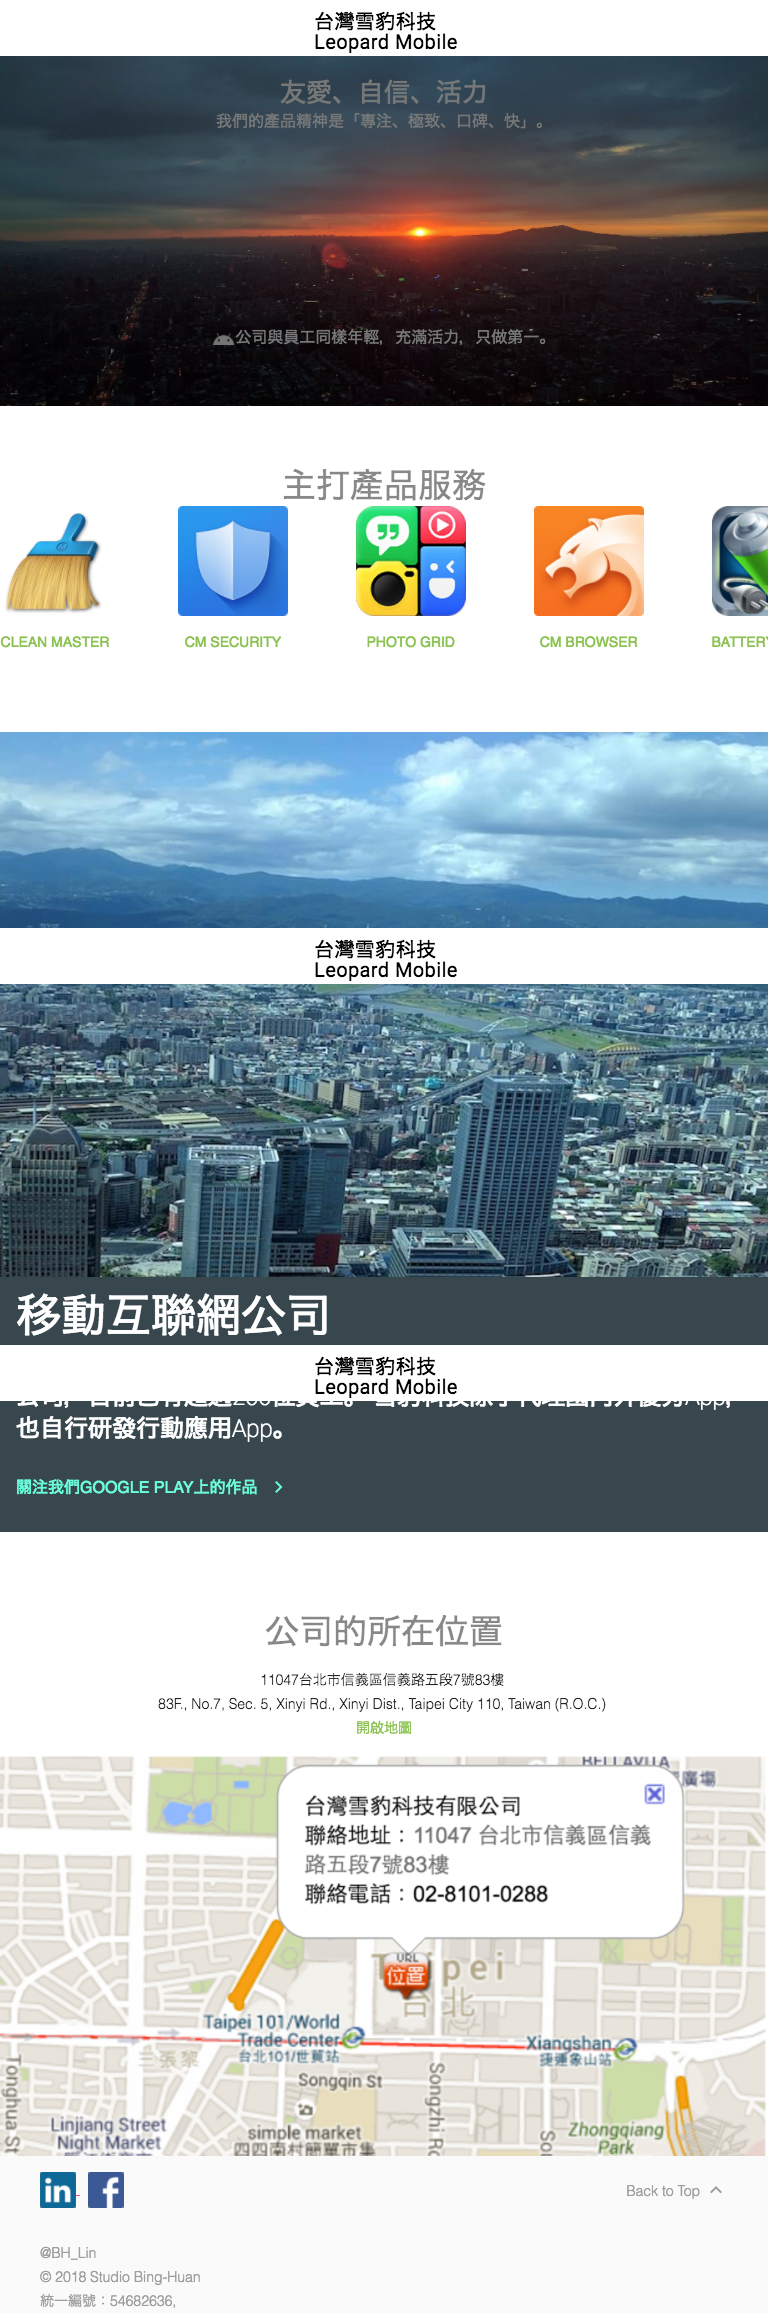 台灣雪豹科技
Leopard Mobile
友愛、自信、活力
我們的產品精神是「專注、極致、口碑、快」。
公司與員工同樣年輕，充滿活力，只做第一。
主打產品服務
CLEAN MASTER
CM SECURITY
PHOTO GRID
CM BROWSER
BATTERY
台灣雪豹科技
Leopard Mobile
移動互聯網公司
台灣雪豹科技
Leopard Mobile
也自行研發行動應用App。
關注我們GOOGLE PLAY上的作品
公司的所在位置
11047台北市信義區信義路五段7號83樓
83F., No.7, Sec. 5, Xinyi Rd., Xinyi Dist., Taipei City 110, Taiwan (R.O.C.)
開啟地圖
BELLAVITA
廣場
台灣雪豹科技有限公司
聯絡地址：11047 台北市信義區信義
路五段7號83樓
聯絡電話：02-8101-0288
URL
位置
台北
Taipei 101/World
Trade Center
台北101/世貿站
Xiangshan
捷運象山站
三張犁
Tonghua St
Songqin St
Songzhi Rd
Linjiang Street
Night Market
simple market
四四南村簡單市集
Zhongqiang
Park
in
f
Back to Top
@BH_Lin
© 2018 Studio Bing-Huan
統一編號：54682636,